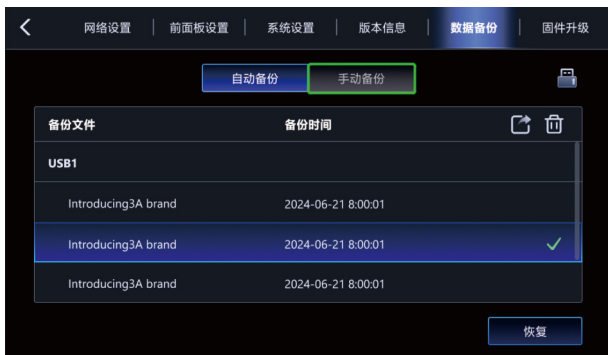 网络设置 前面板设置 系统设置 版本信息 数据备份 固件升级
自动备份 手动备份
备份文件 备份时间
USB1
Introducing3A brand 2024-06-21 8:00:01
Introducing3A brand 2024-06-21 8:00:01
Introducing3A brand 2024-06-21 8:00:01
恢复